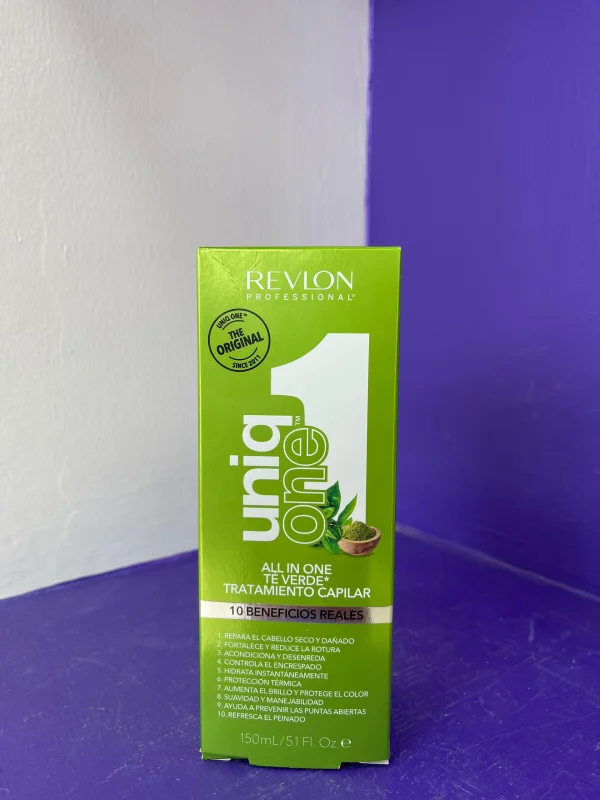 REVLON
PROFESSIONAL®
UNIQ ONE™
THE
ORIGINAL
SINCE 2011
1
uniq
one™
ALL IN ONE
TÉ VERDE*
TRATAMIENTO CAPILAR
10 BENEFICIOS REALES
1. REPARA EL CABELLO SECO Y DAÑADO
2. FORTALECE Y REDUCE LA ROTURA
3. ACONDICIONA Y DESENREDA
4. CONTROLA EL ENCRESPADO
5. HIDRATA INSTANTÁNEAMENTE
6. PROTECCIÓN TÉRMICA
7. AUMENTA EL BRILLO Y PROTEGE EL COLOR
8. SUAVIDAD Y MANEJABILIDAD
9. AYUDA A PREVENIR LAS PUNTAS ABIERTAS
10. REFRESCA EL PEINADO
150mL/5.1 Fl. Oz. ℮